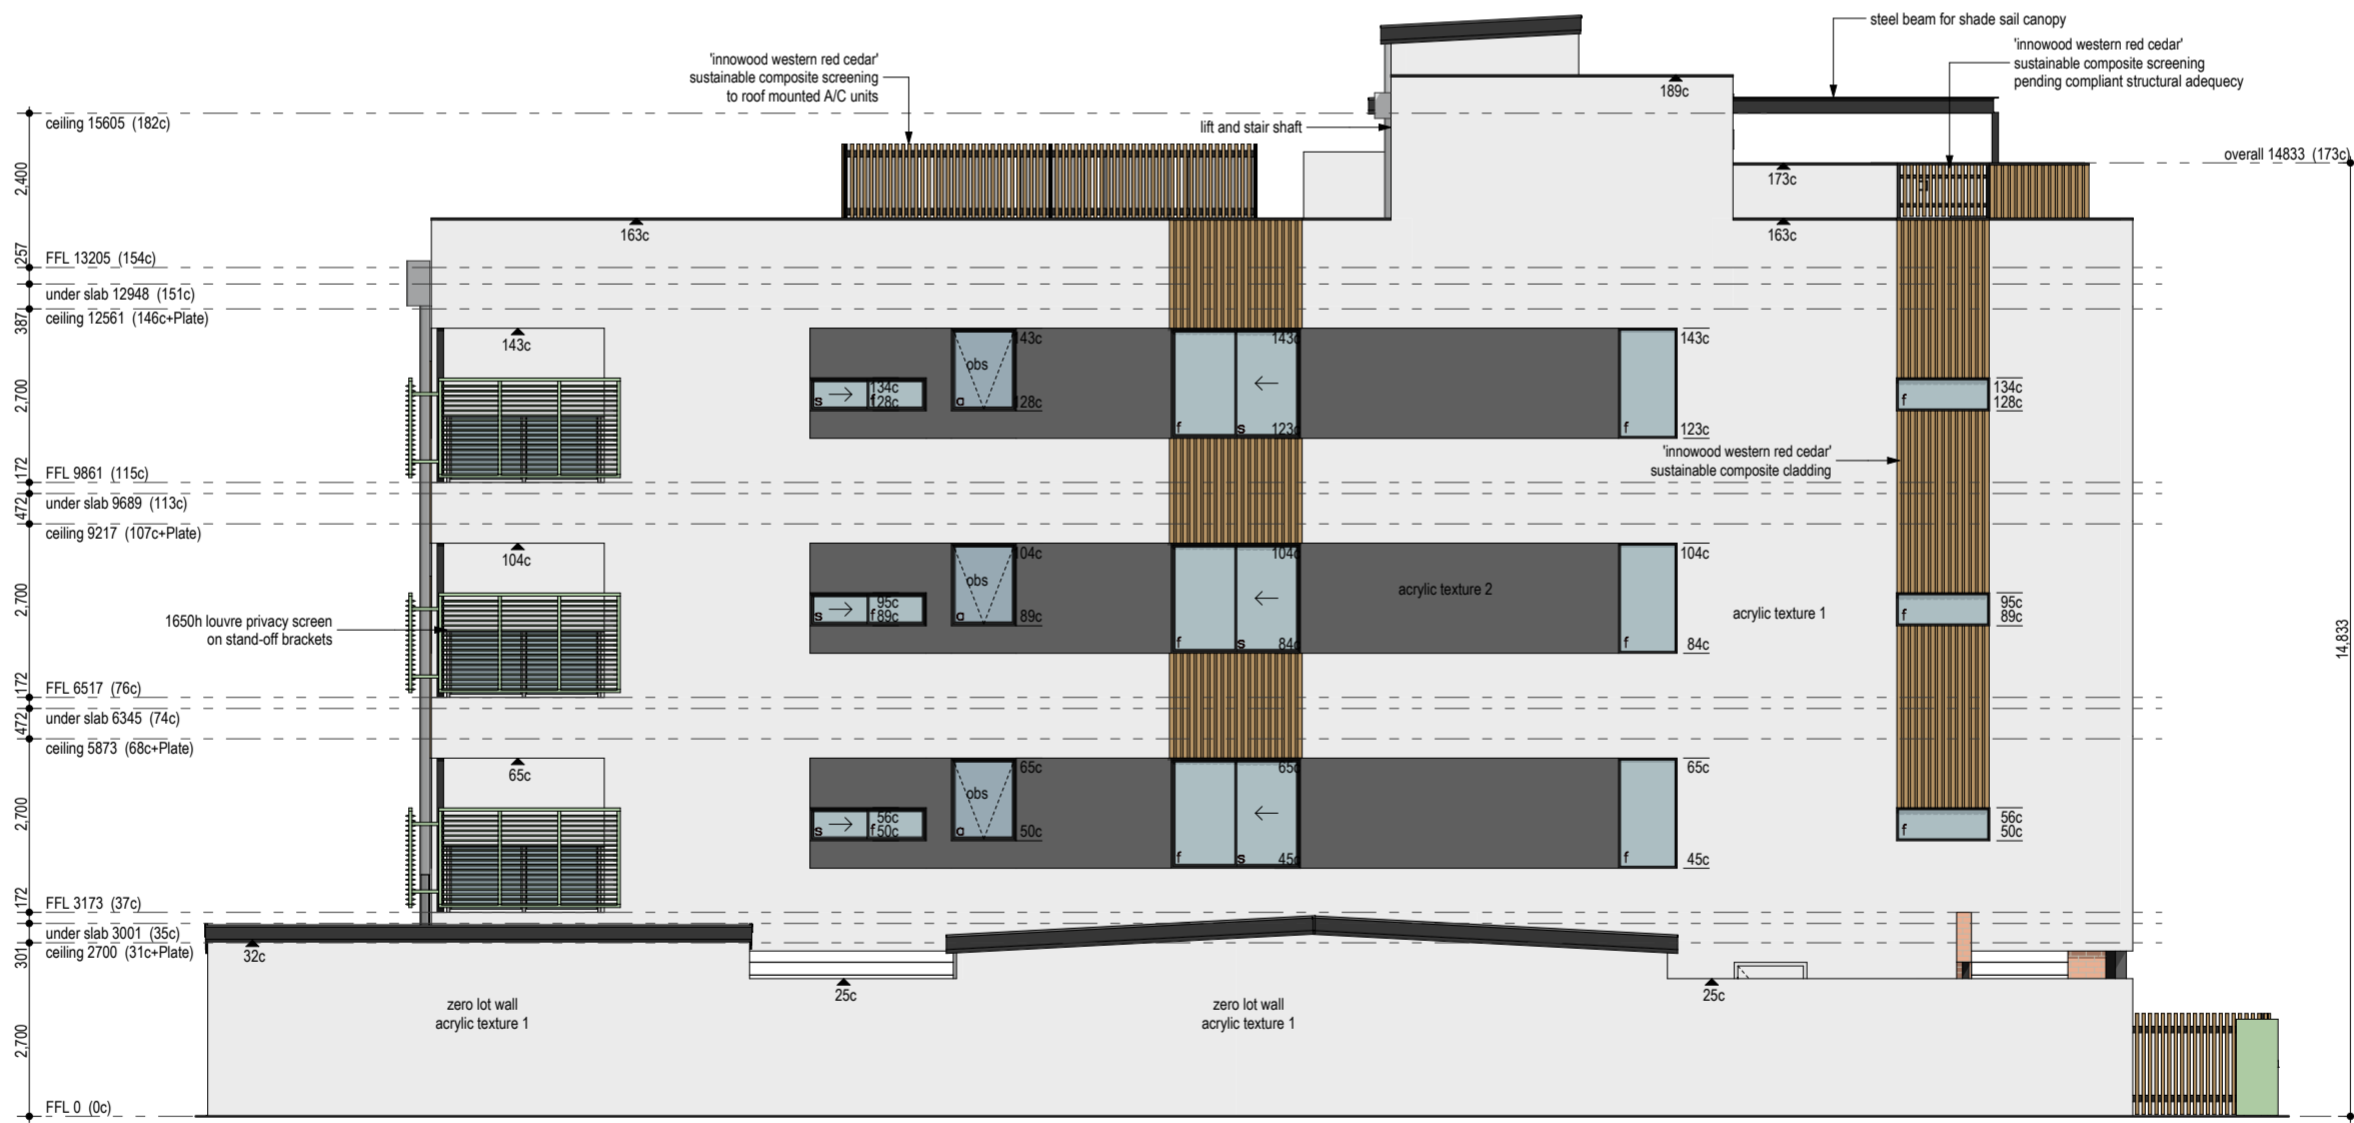 steel beam for shade sail canopy
'innowood western red cedar'
sustainable composite screening
pending compliant structural adequecy
'innowood western red cedar'
sustainable composite screening
to roof mounted A/C units
189c
lift and stair shaft
ceiling 15605 (182c)
overall 14833 (173c)
2,400
173c
163c
163c
FFL 13205 (154c)
257
under slab 12948 (151c)
387
ceiling 12561 (146c+Plate)
143c
143c
143c
143c
obs
134c
128c
s
f
a
128c
f
s
123c
f
123c
134c
128c
f
2,700
'innowood western red cedar'
sustainable composite cladding
FFL 9861 (115c)
172
under slab 9689 (113c)
472
ceiling 9217 (107c+Plate)
104c
104c
104c
104c
obs
95c
89c
s
f
a
89c
f
s
84c
f
84c
95c
89c
f
acrylic texture 2
acrylic texture 1
2,700
1650h louvre privacy screen
on stand-off brackets
14,833
FFL 6517 (76c)
172
under slab 6345 (74c)
472
ceiling 5873 (68c+Plate)
65c
65c
65c
65c
obs
56c
50c
s
f
a
50c
f
s
45c
f
45c
56c
50c
f
2,700
FFL 3173 (37c)
172
under slab 3001 (35c)
301
ceiling 2700 (31c+Plate)
32c
25c
25c
zero lot wall
acrylic texture 1
zero lot wall
acrylic texture 1
2,700
FFL 0 (0c)